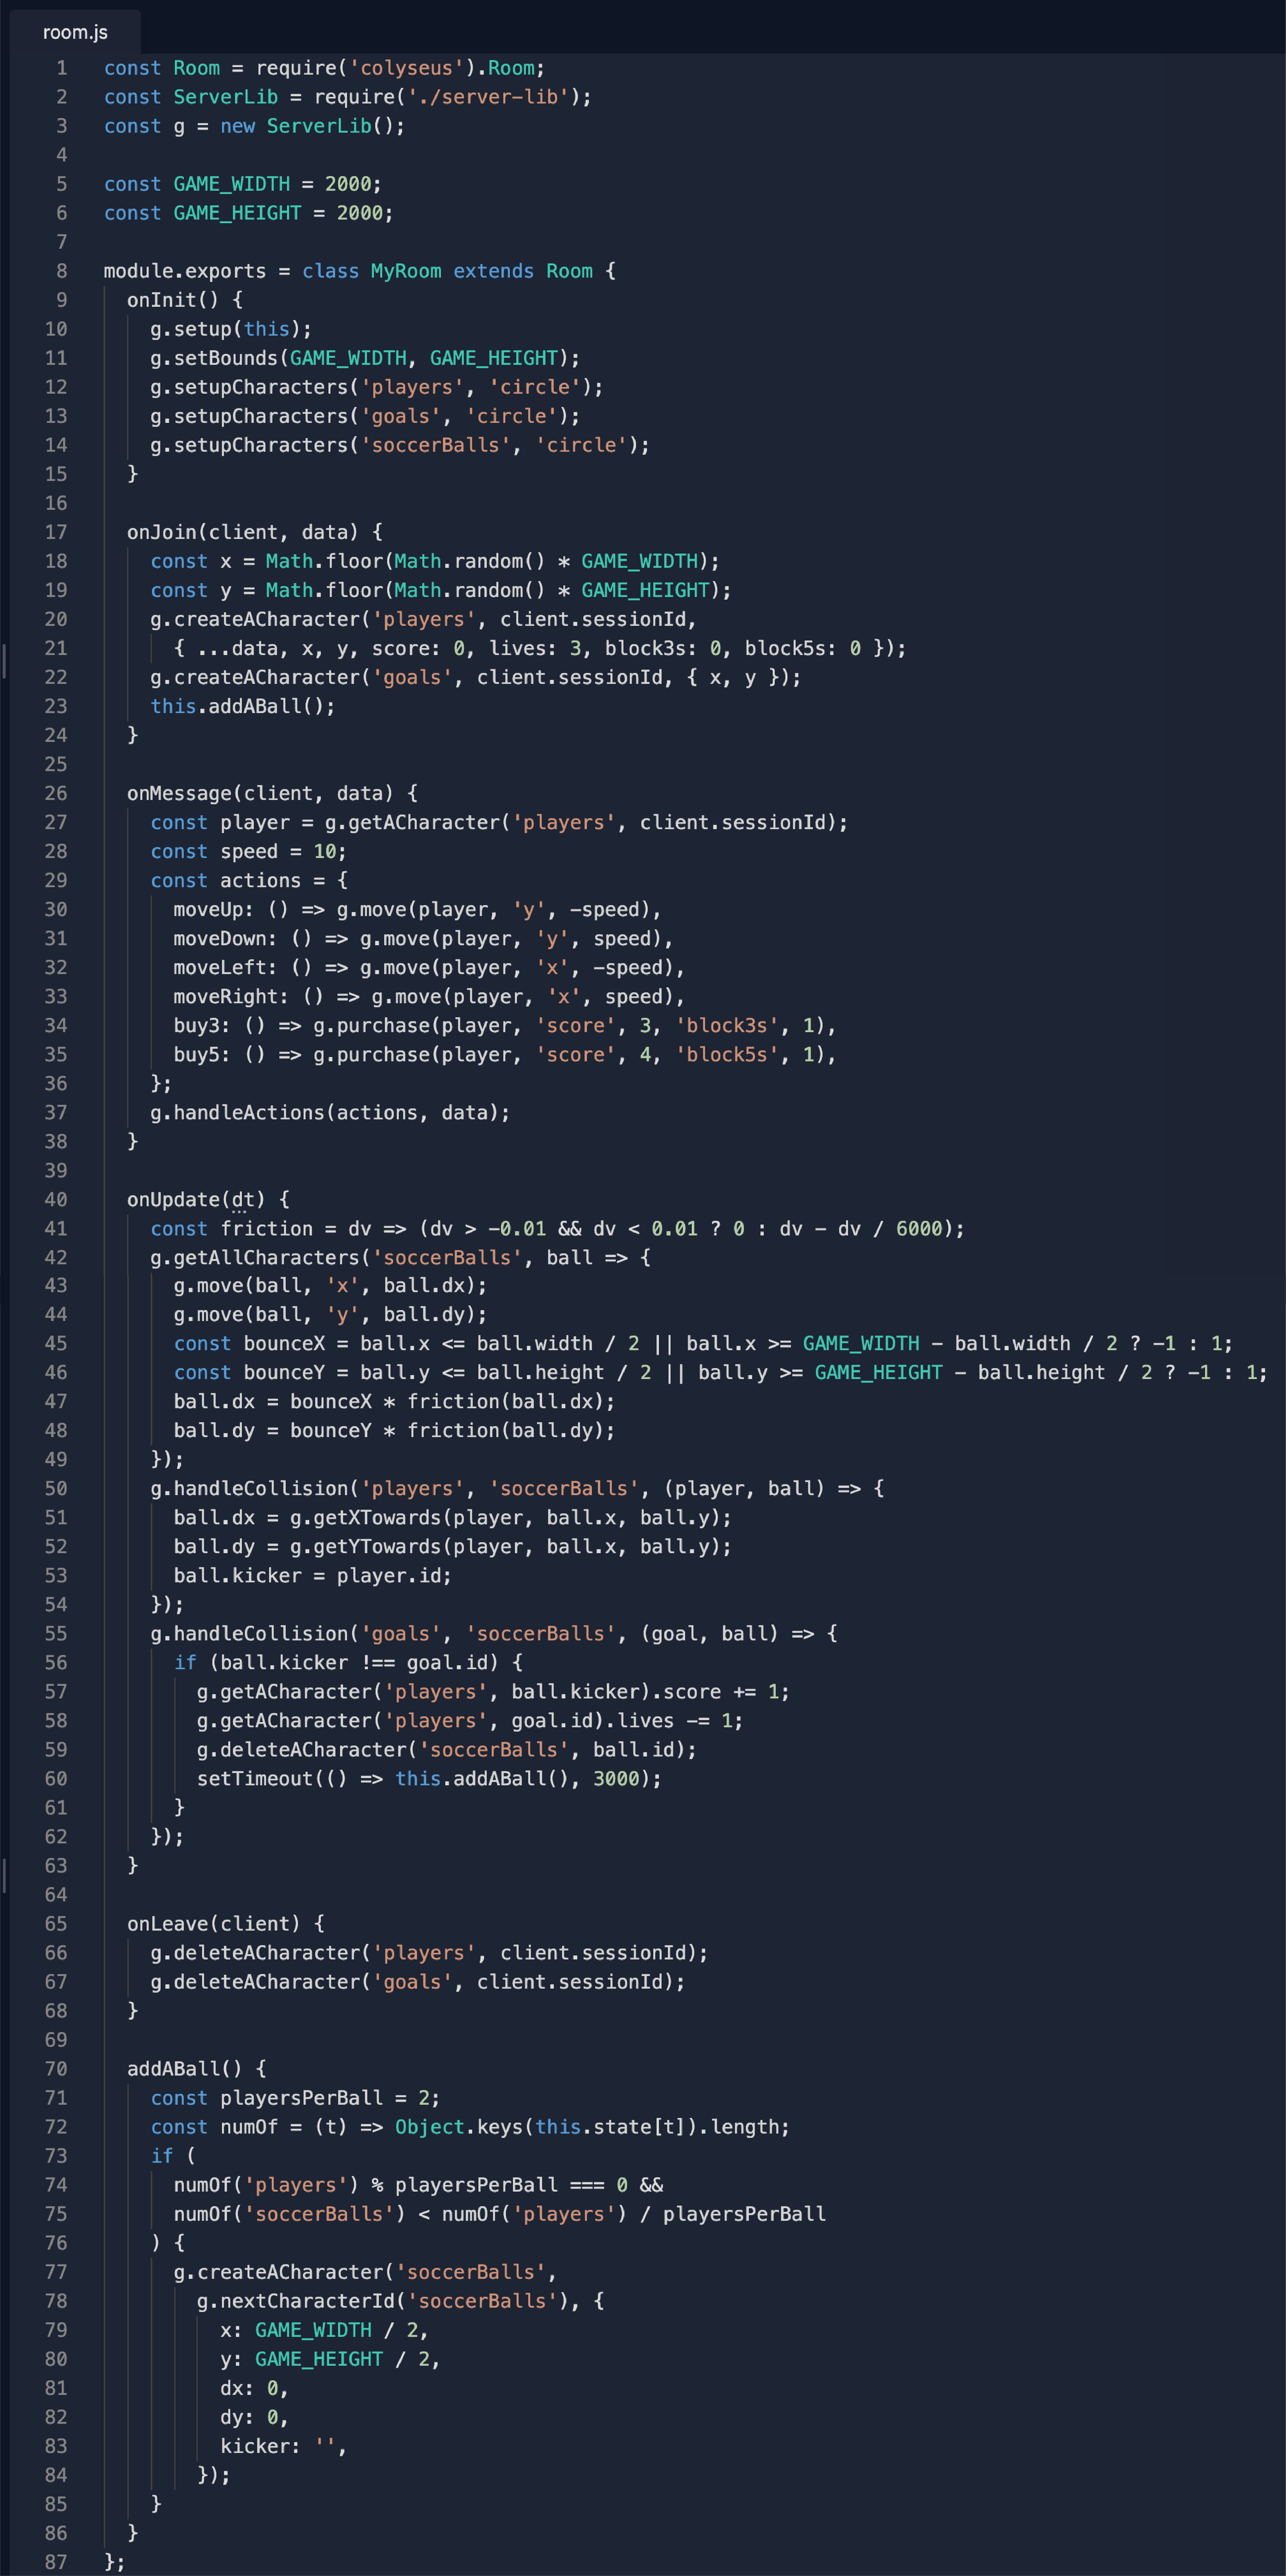 room.js
1 const Room = require('colyseus').Room;
2 const ServerLib = require('./server-lib');
3 const g = new ServerLib();
4
5 const GAME_WIDTH = 2000;
6 const GAME_HEIGHT = 2000;
7
8 module.exports = class MyRoom extends Room {
9   onInit() {
10     g.setup(this);
11     g.setBounds(GAME_WIDTH, GAME_HEIGHT);
12     g.setupCharacters('players', 'circle');
13     g.setupCharacters('goals', 'circle');
14     g.setupCharacters('soccerBalls', 'circle');
15   }
16
17   onJoin(client, data) {
18     const x = Math.floor(Math.random() * GAME_WIDTH);
19     const y = Math.floor(Math.random() * GAME_HEIGHT);
20     g.createACharacter('players', client.sessionId,
21       { ...data, x, y, score: 0, lives: 3, block3s: 0, block5s: 0 });
22     g.createACharacter('goals', client.sessionId, { x, y });
23     this.addABall();
24   }
25
26   onMessage(client, data) {
27     const player = g.getACharacter('players', client.sessionId);
28     const speed = 10;
29     const actions = {
30       moveUp: () => g.move(player, 'y', -speed),
31       moveDown: () => g.move(player, 'y', speed),
32       moveLeft: () => g.move(player, 'x', -speed),
33       moveRight: () => g.move(player, 'x', speed),
34       buy3: () => g.purchase(player, 'score', 3, 'block3s', 1),
35       buy5: () => g.purchase(player, 'score', 4, 'block5s', 1),
36     };
37     g.handleActions(actions, data);
38   }
39
40   onUpdate(dt) {
41     const friction = dv => (dv > -0.01 && dv < 0.01 ? 0 : dv - dv / 6000);
42     g.getAllCharacters('soccerBalls', ball => {
43       g.move(ball, 'x', ball.dx);
44       g.move(ball, 'y', ball.dy);
45       const bounceX = ball.x <= ball.width / 2 || ball.x >= GAME_WIDTH - ball.width / 2 ? -1 : 1;
46       const bounceY = ball.y <= ball.height / 2 || ball.y >= GAME_HEIGHT - ball.height / 2 ? -1 : 1;
47       ball.dx = bounceX * friction(ball.dx);
48       ball.dy = bounceY * friction(ball.dy);
49     });
50     g.handleCollision('players', 'soccerBalls', (player, ball) => {
51       ball.dx = g.getXTowards(player, ball.x, ball.y);
52       ball.dy = g.getYTowards(player, ball.x, ball.y);
53       ball.kicker = player.id;
54     });
55     g.handleCollision('goals', 'soccerBalls', (goal, ball) => {
56       if (ball.kicker !== goal.id) {
57         g.getACharacter('players', ball.kicker).score += 1;
58         g.getACharacter('players', goal.id).lives -= 1;
59         g.deleteACharacter('soccerBalls', ball.id);
60         setTimeout(() => this.addABall(), 3000);
61       }
62     });
63   }
64
65   onLeave(client) {
66     g.deleteACharacter('players', client.sessionId);
67     g.deleteACharacter('goals', client.sessionId);
68   }
69
70   addABall() {
71     const playersPerBall = 2;
72     const numOf = (t) => Object.keys(this.state[t]).length;
73     if (
74       numOf('players') % playersPerBall === 0 &&
75       numOf('soccerBalls') < numOf('players') / playersPerBall
76     ) {
77       g.createACharacter('soccerBalls',
78         g.nextCharacterId('soccerBalls'), {
79           x: GAME_WIDTH / 2,
80           y: GAME_HEIGHT / 2,
81           dx: 0,
82           dy: 0,
83           kicker: '',
84         });
85     }
86   }
87 };